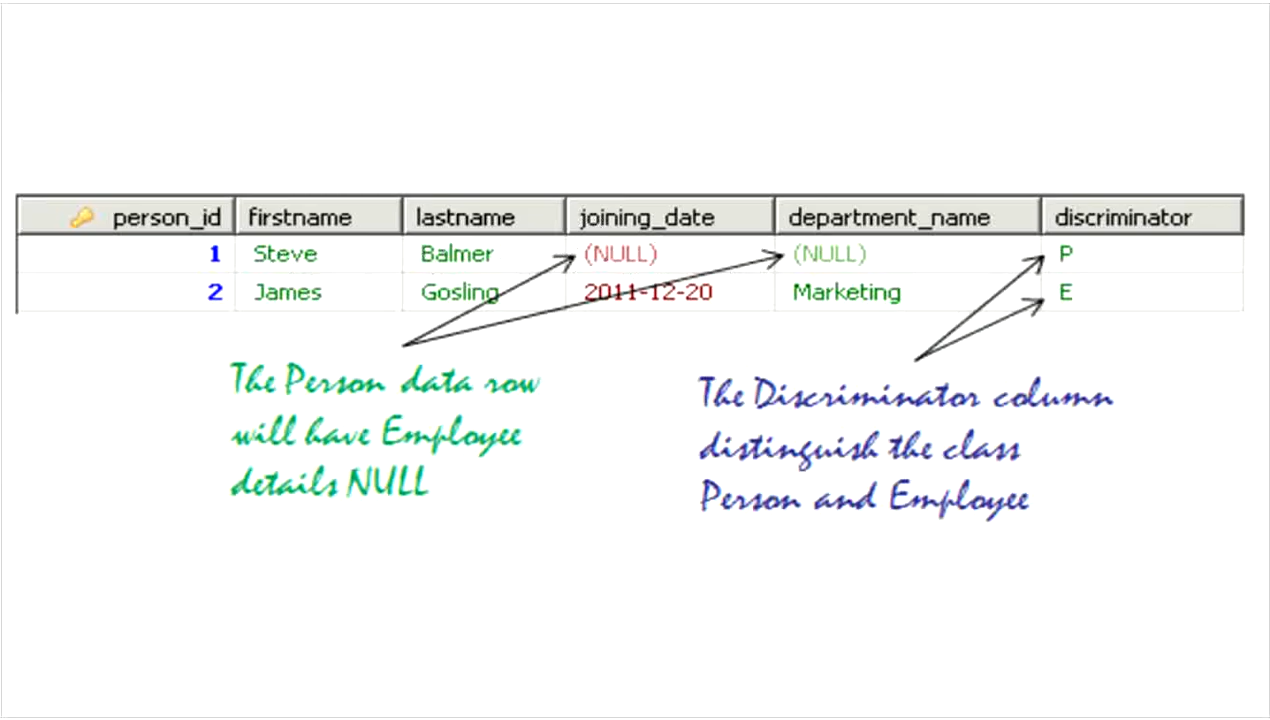 person_id firstname lastname joining_date department_name discriminator
1 Steve Balmer (NULL) (NULL) P
2 James Gosling 2011-12-20 Marketing E
The Person data row
will have Employee
details NULL
The Discriminator column
distinguish the class
Person and Employee